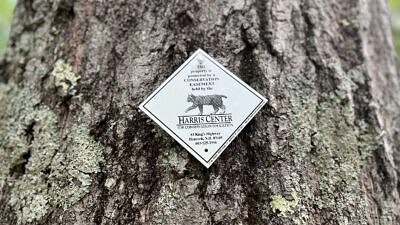 This
property is
protected by a
CONSERVATION
EASEMENT
held by the
HARRIS CENTER
FOR CONSERVATION EDUCATION
83 King's Highway
Hancock, N.H. 03449
603-525-3394